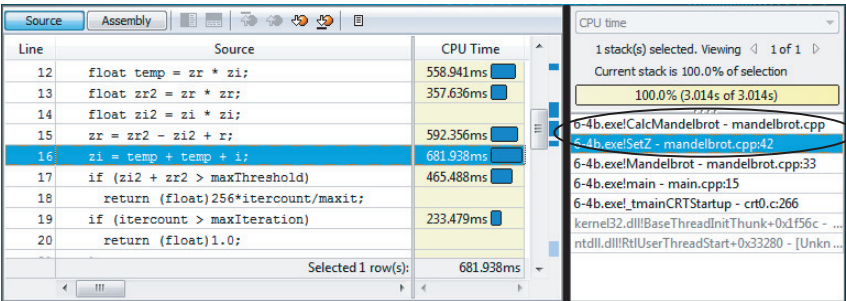 Source Assembly
Line Source CPU Time
12 float temp = zr * zi; 558.941ms
13 float zr2 = zr * zr; 357.636ms
14 float zi2 = zi * zi;
15 zr = zr2 - zi2 + r; 592.356ms
16 zi = temp + temp + i; 681.938ms
17 if (zi2 + zr2 > maxThreshold) 465.488ms
18 return (float)256*itercount/maxit;
19 if (itercount > maxIteration) 233.479ms
20 return (float)1.0;
Selected 1 row(s): 681.938ms
CPU time
1 stack(s) selected. Viewing 1 of 1
Current stack is 100.0% of selection
100.0% (3.014s of 3.014s)
6-4b.exe!CalcMandelbrot - mandelbrot.cpp
6-4b.exe!SetZ - mandelbrot.cpp:42
6-4b.exe!Mandelbrot - mandelbrot.cpp:33
6-4b.exe!main - main.cpp:15
6-4b.exe!_tmainCRTStartup - crt0.c:266
kernel32.dll!BaseThreadInitThunk+0x1f56c - ...
ntdll.dll!RtlUserThreadStart+0x33280 - [Unkn ...